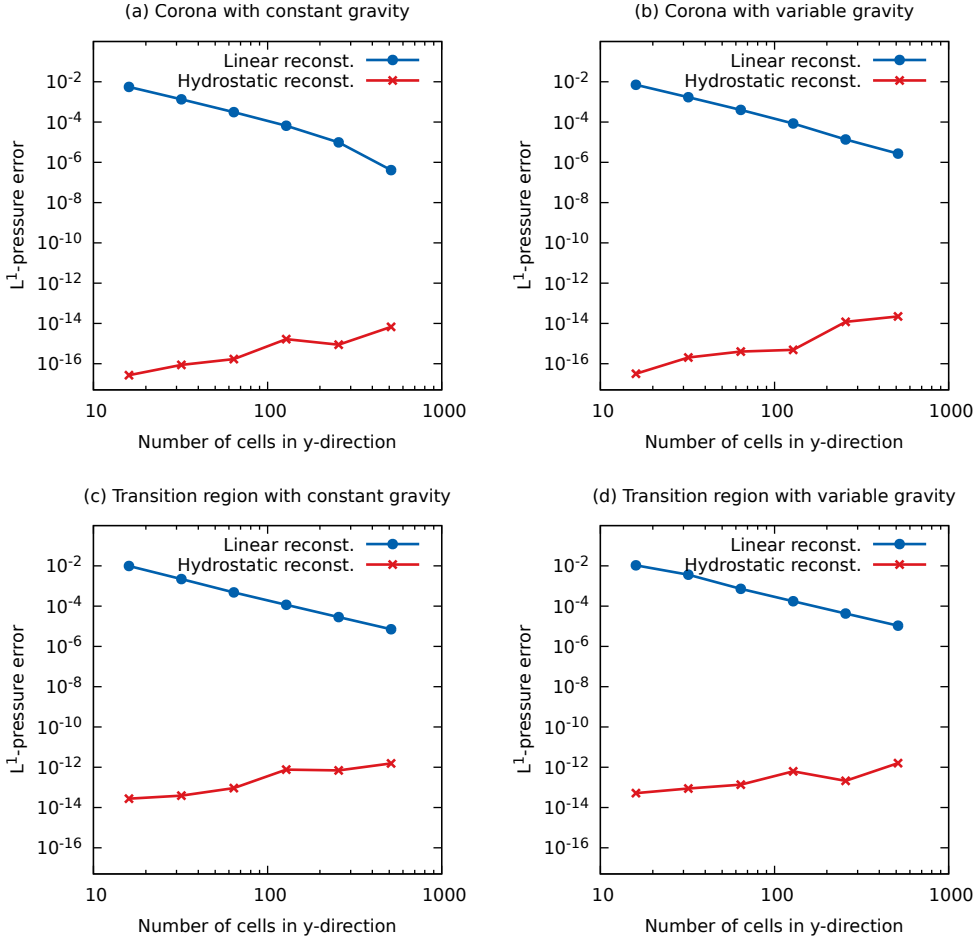 (a) Corona with constant gravity
L¹-pressure error
10⁻²
10⁻⁴
10⁻⁶
10⁻⁸
10⁻¹⁰
10⁻¹²
10⁻¹⁴
10⁻¹⁶
Linear reconst.
Hydrostatic reconst.
10 100 1000
Number of cells in y-direction
(b) Corona with variable gravity
L¹-pressure error
10⁻²
10⁻⁴
10⁻⁶
10⁻⁸
10⁻¹⁰
10⁻¹²
10⁻¹⁴
10⁻¹⁶
Linear reconst.
Hydrostatic reconst.
10 100 1000
Number of cells in y-direction
(c) Transition region with constant gravity
L¹-pressure error
10⁻²
10⁻⁴
10⁻⁶
10⁻⁸
10⁻¹⁰
10⁻¹²
10⁻¹⁴
10⁻¹⁶
Linear reconst.
Hydrostatic reconst.
10 100 1000
Number of cells in y-direction
(d) Transition region with variable gravity
L¹-pressure error
10⁻²
10⁻⁴
10⁻⁶
10⁻⁸
10⁻¹⁰
10⁻¹²
10⁻¹⁴
10⁻¹⁶
Linear reconst.
Hydrostatic reconst.
10 100 1000
Number of cells in y-direction